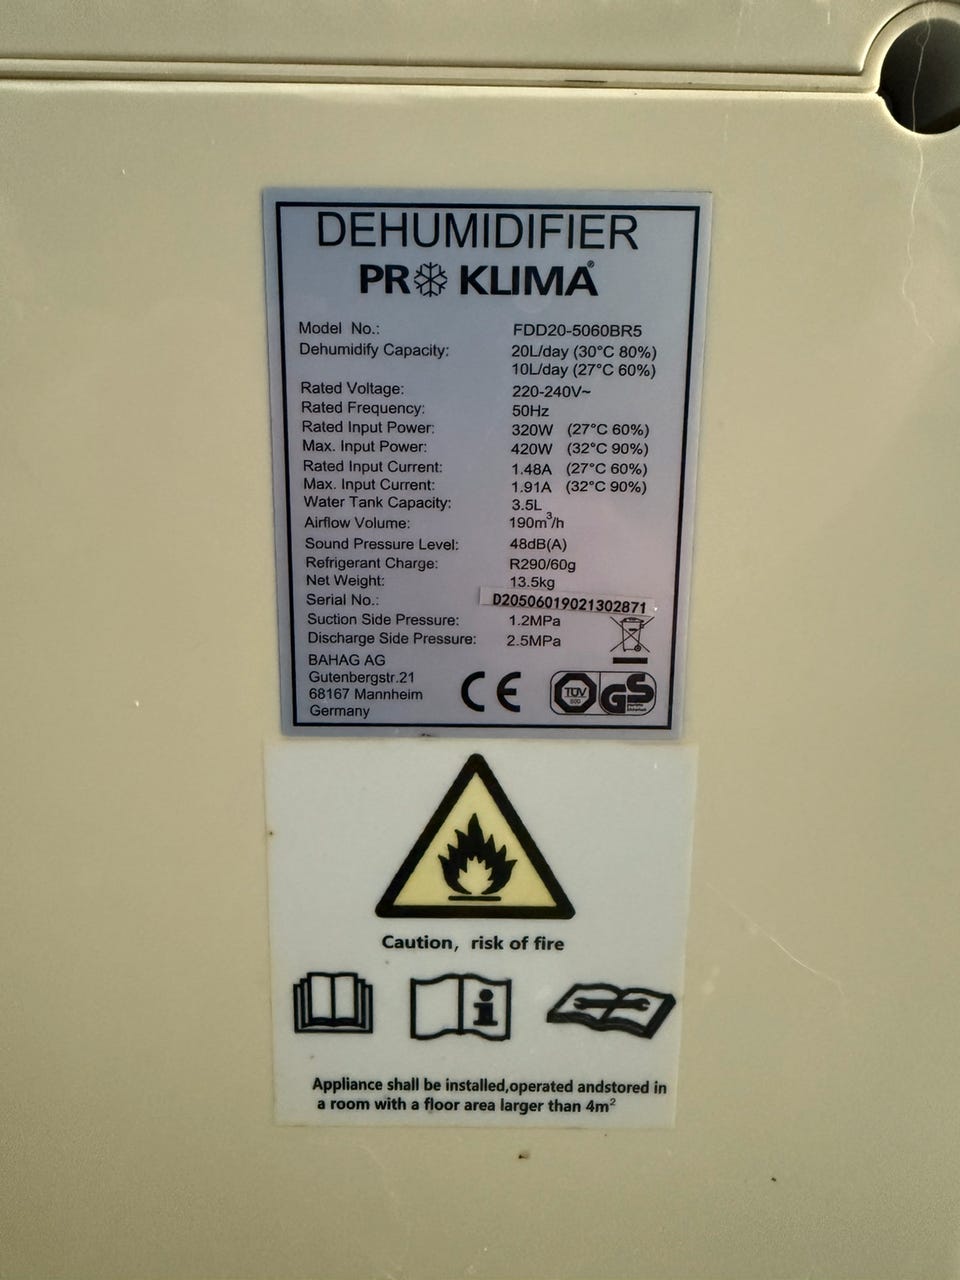 DEHUMIDIFIER
PRO KLIMA®
Model No.: FDD20-5060BR5
Dehumidify Capacity: 20L/day (30°C 80%)
10L/day (27°C 60%)
Rated Voltage: 220-240V~
Rated Frequency: 50Hz
Rated Input Power: 320W (27°C 60%)
Max. Input Power: 420W (32°C 90%)
Rated Input Current: 1.48A (27°C 60%)
Max. Input Current: 1.91A (32°C 90%)
Water Tank Capacity: 3.5L
Airflow Volume: 190m³/h
Sound Pressure Level: 48dB(A)
Refrigerant Charge: R290/60g
Net Weight: 13.5kg
Serial No.: D20506019021302871
Suction Side Pressure: 1.2MPa
Discharge Side Pressure: 2.5MPa
BAHAG AG
Gutenbergstr.21
68167 Mannheim
Germany
CE
TÜV
GS
Caution, risk of fire
i
Appliance shall be installed,operated andstored in
a room with a floor area larger than 4m²